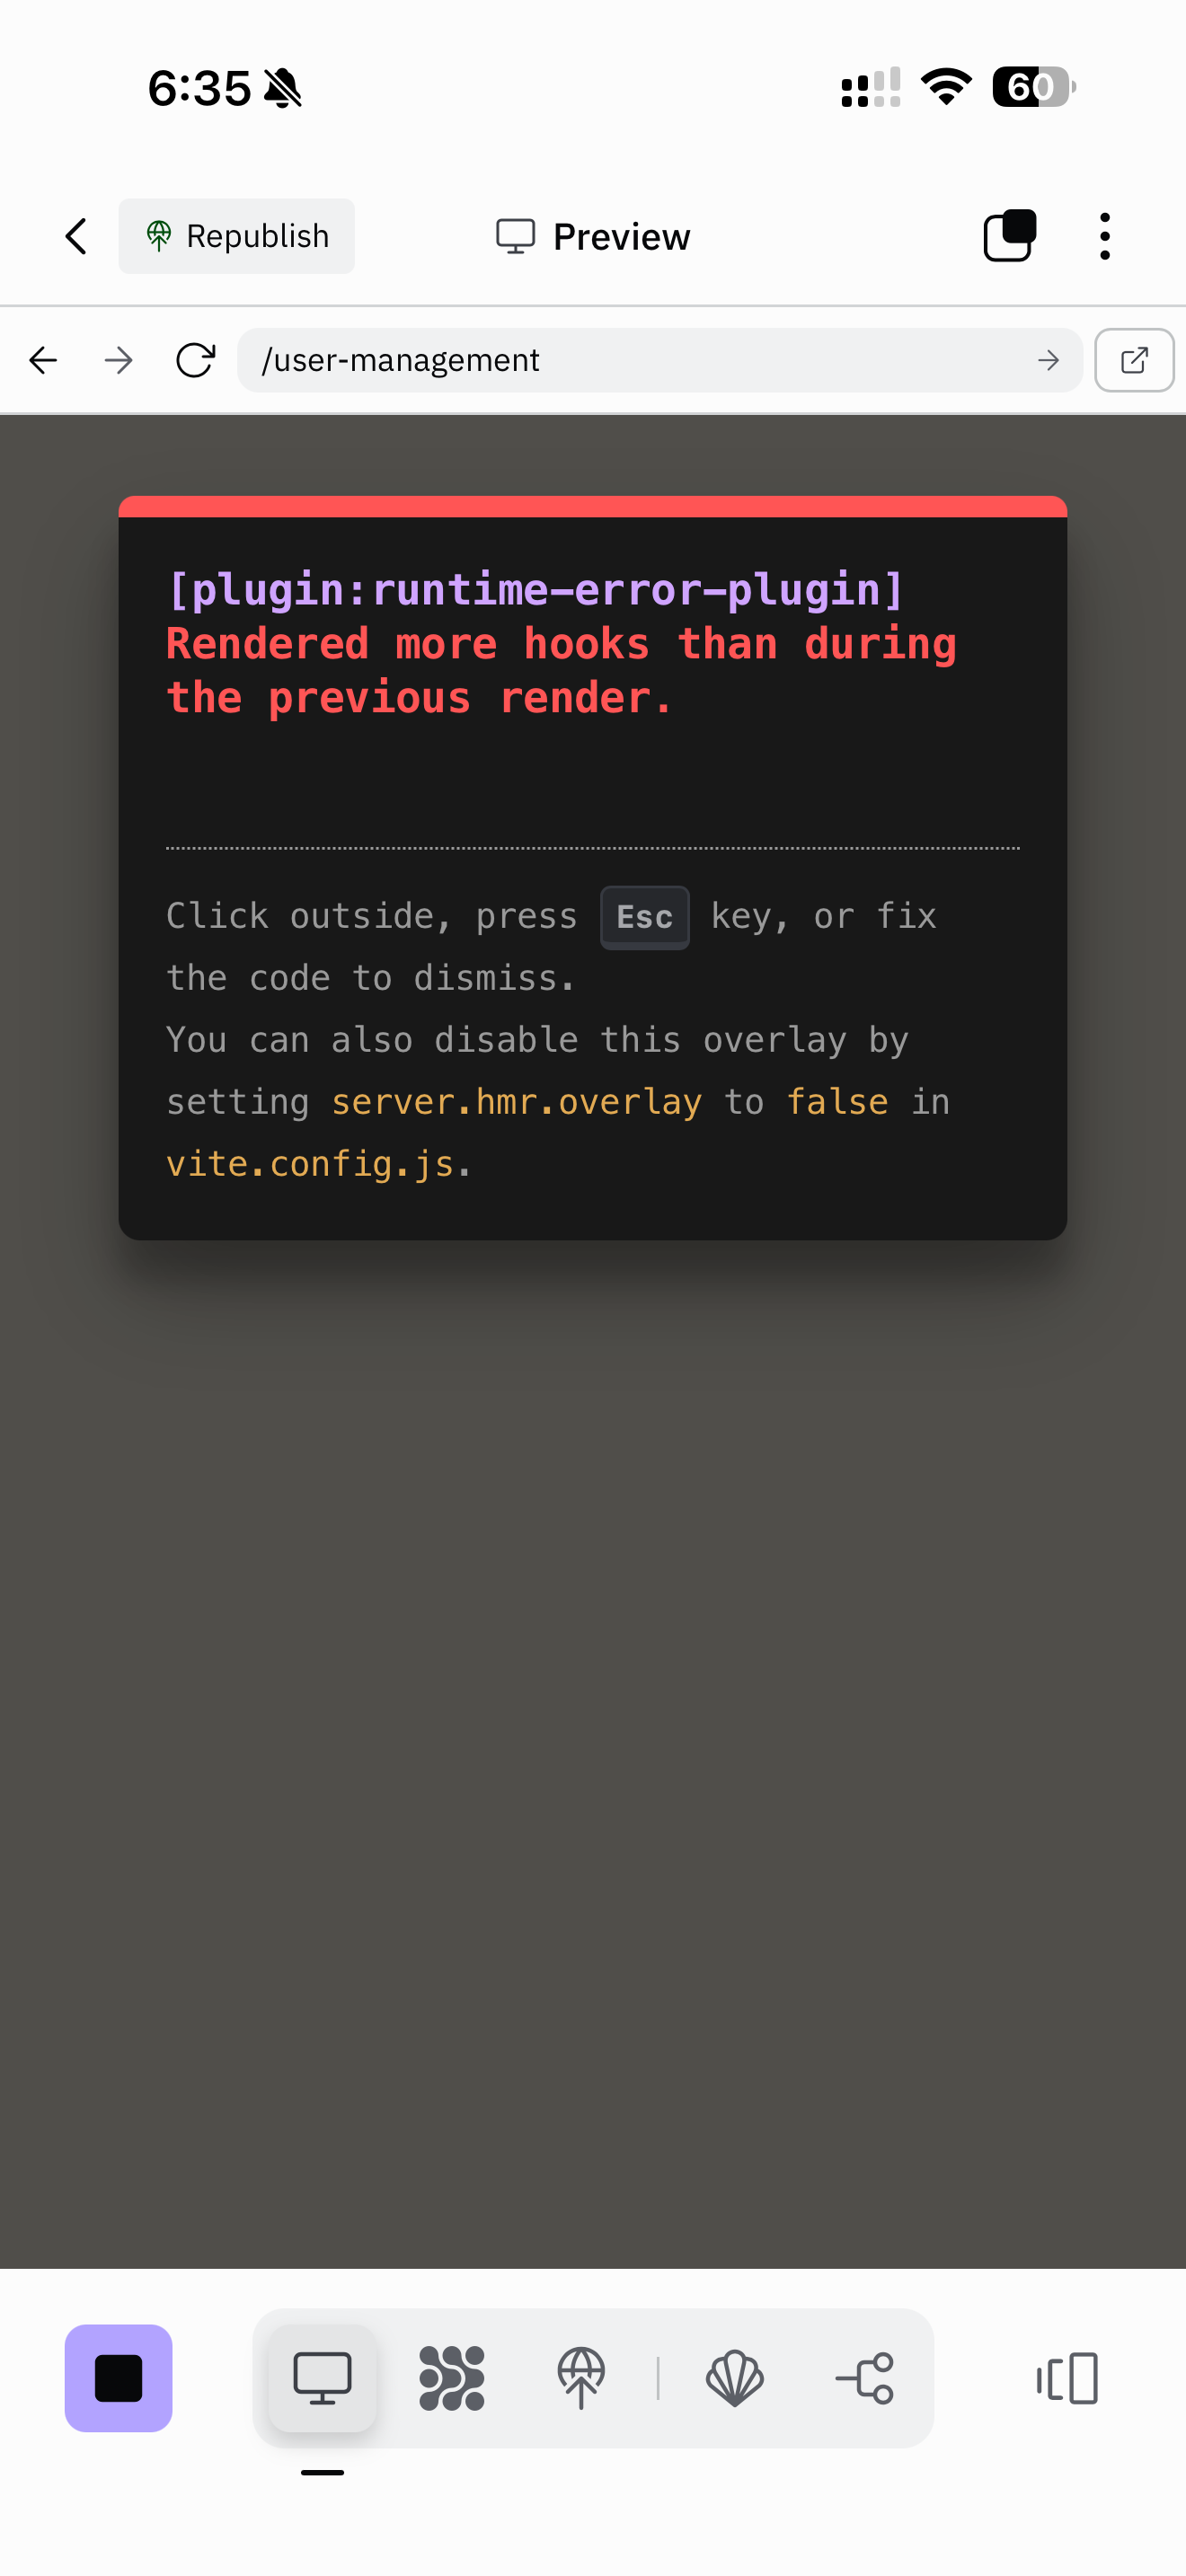 6:35 60
Republish Preview
/user-management
[plugin:runtime-error-plugin]
Rendered more hooks than during
the previous render.
Click outside, press Esc key, or fix
the code to dismiss.
You can also disable this overlay by
setting server.hmr.overlay to false in
vite.config.js.